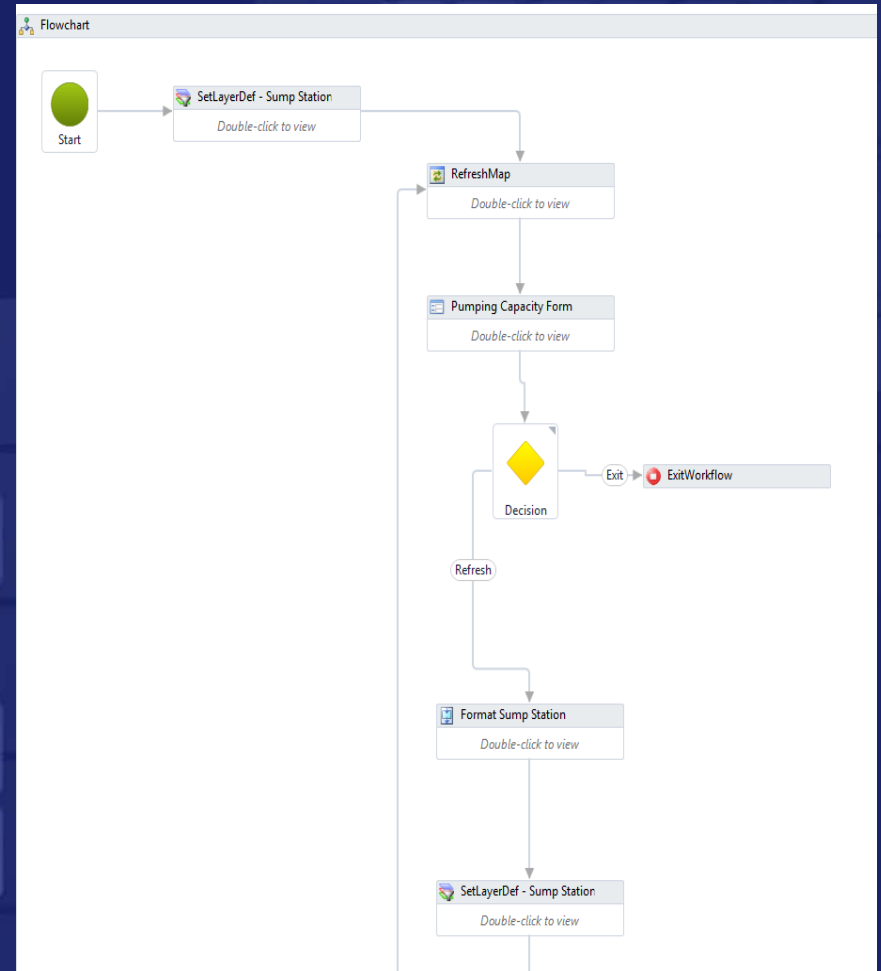 Flowchart
Start
SetLayerDef - Sump Station
Double-click to view
RefreshMap
Double-click to view
Pumping Capacity Form
Double-click to view
Decision
Exit
ExitWorkflow
Refresh
Format Sump Station
Double-click to view
SetLayerDef - Sump Station
Double-click to view